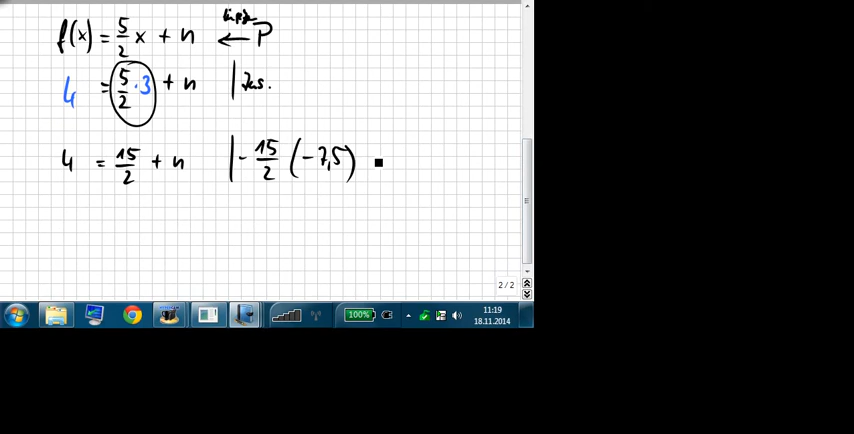 f(x) = 5/2 x + n ← P
4 = 5/2 · 3 + n |
4 = 15/2 + n | - 15/2 (-7,5)
2 / 2
100%
11:19
18.11.2014